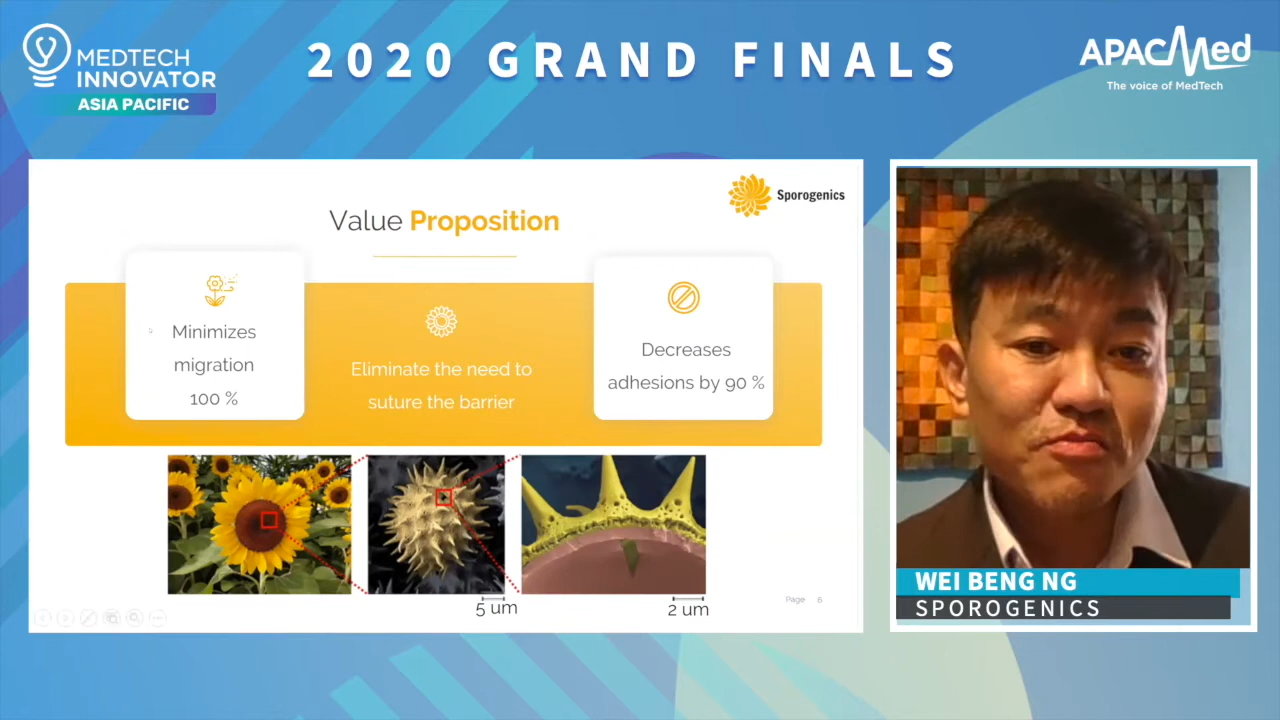 MEDTECH
INNOVATOR
ASIA PACIFIC
2020 GRAND FINALS
APACMed
The voice of MedTech
Sporogenics
Value Proposition
Minimizes
migration
100 %
Eliminate the need to
suture the barrier
Decreases
adhesions by 90 %
5 um
2 um
Page 6
WEI BENG NG
SPOROGENICS